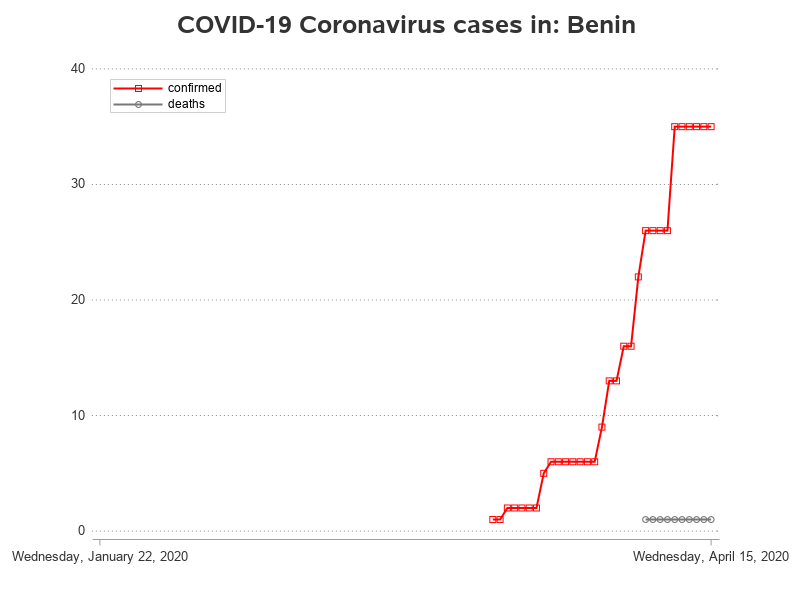 COVID-19 Coronavirus cases in: Benin
40
confirmed
deaths
30
20
10
0
Wednesday, January 22, 2020
Wednesday, April 15, 2020